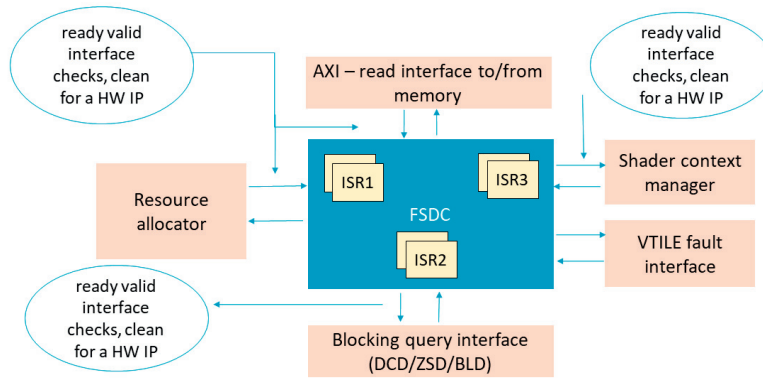 ready valid
interface
checks, clean
for a HW IP
AXI – read interface to/from
memory
ready valid
interface
checks, clean
for a HW IP
Resource
allocator
ISR1
ISR3
FSDC
ISR2
Shader context
manager
VTILE fault
interface
ready valid
interface
checks, clean
for a HW IP
Blocking query interface
(DCD/ZSD/BLD)